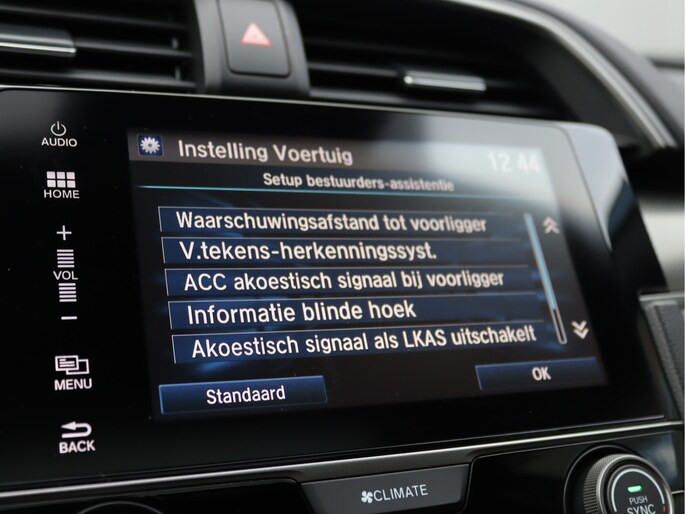 AUDIO
HOME
+
VOL
−
MENU
BACK
Instelling Voertuig
12:44
Setup bestuurders-assistentie
Waarschuwingsafstand tot voorligger
V.tekens-herkenningssyst.
ACC akoestisch signaal bij voorligger
Informatie blinde hoek
Akoestisch signaal als LKAS uitschakelt
Standaard
OK
CLIMATE
PUSH
SYNC